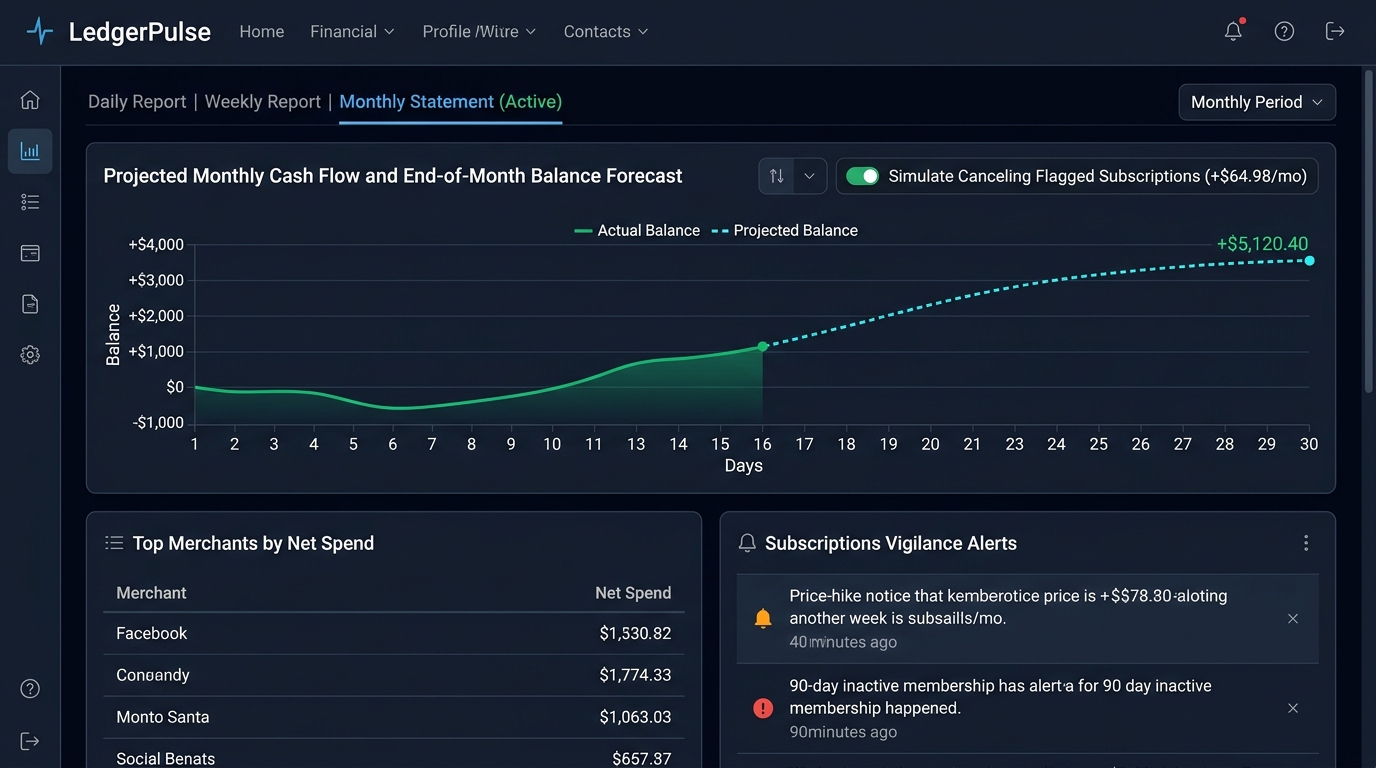 LedgerPulse Home Financial Profile /Witre Contacts
Daily Report | Weekly Report | Monthly Statement (Active)
Monthly Period
Projected Monthly Cash Flow and End-of-Month Balance Forecast
Simulate Canceling Flagged Subscriptions (+$64.98/mo)
Actual Balance Projected Balance
+$5,120.40
+$4,000
+$3,000
+$2,000
+$1,000
$0
-$1,000
Balance
1 2 3 4 5 6 7 8 9 10 11 13 14 15 16 17 18 19 20 21 23 24 25 26 27 28 29 30
Days
Top Merchants by Net Spend
Merchant Net Spend
Facebook $1,530.82
Congandy $1,774.33
Monto Santa $1,063.03
Social Benats $657.37
Subscriptions Vigilance Alerts
Price-hike notice that kemberotice price is +$$78.30-aloting
another week is subsaills/mo.
40 minutes ago
90-day inactive membership has alert a for 90 day inactive
membership happened.
90minutes ago